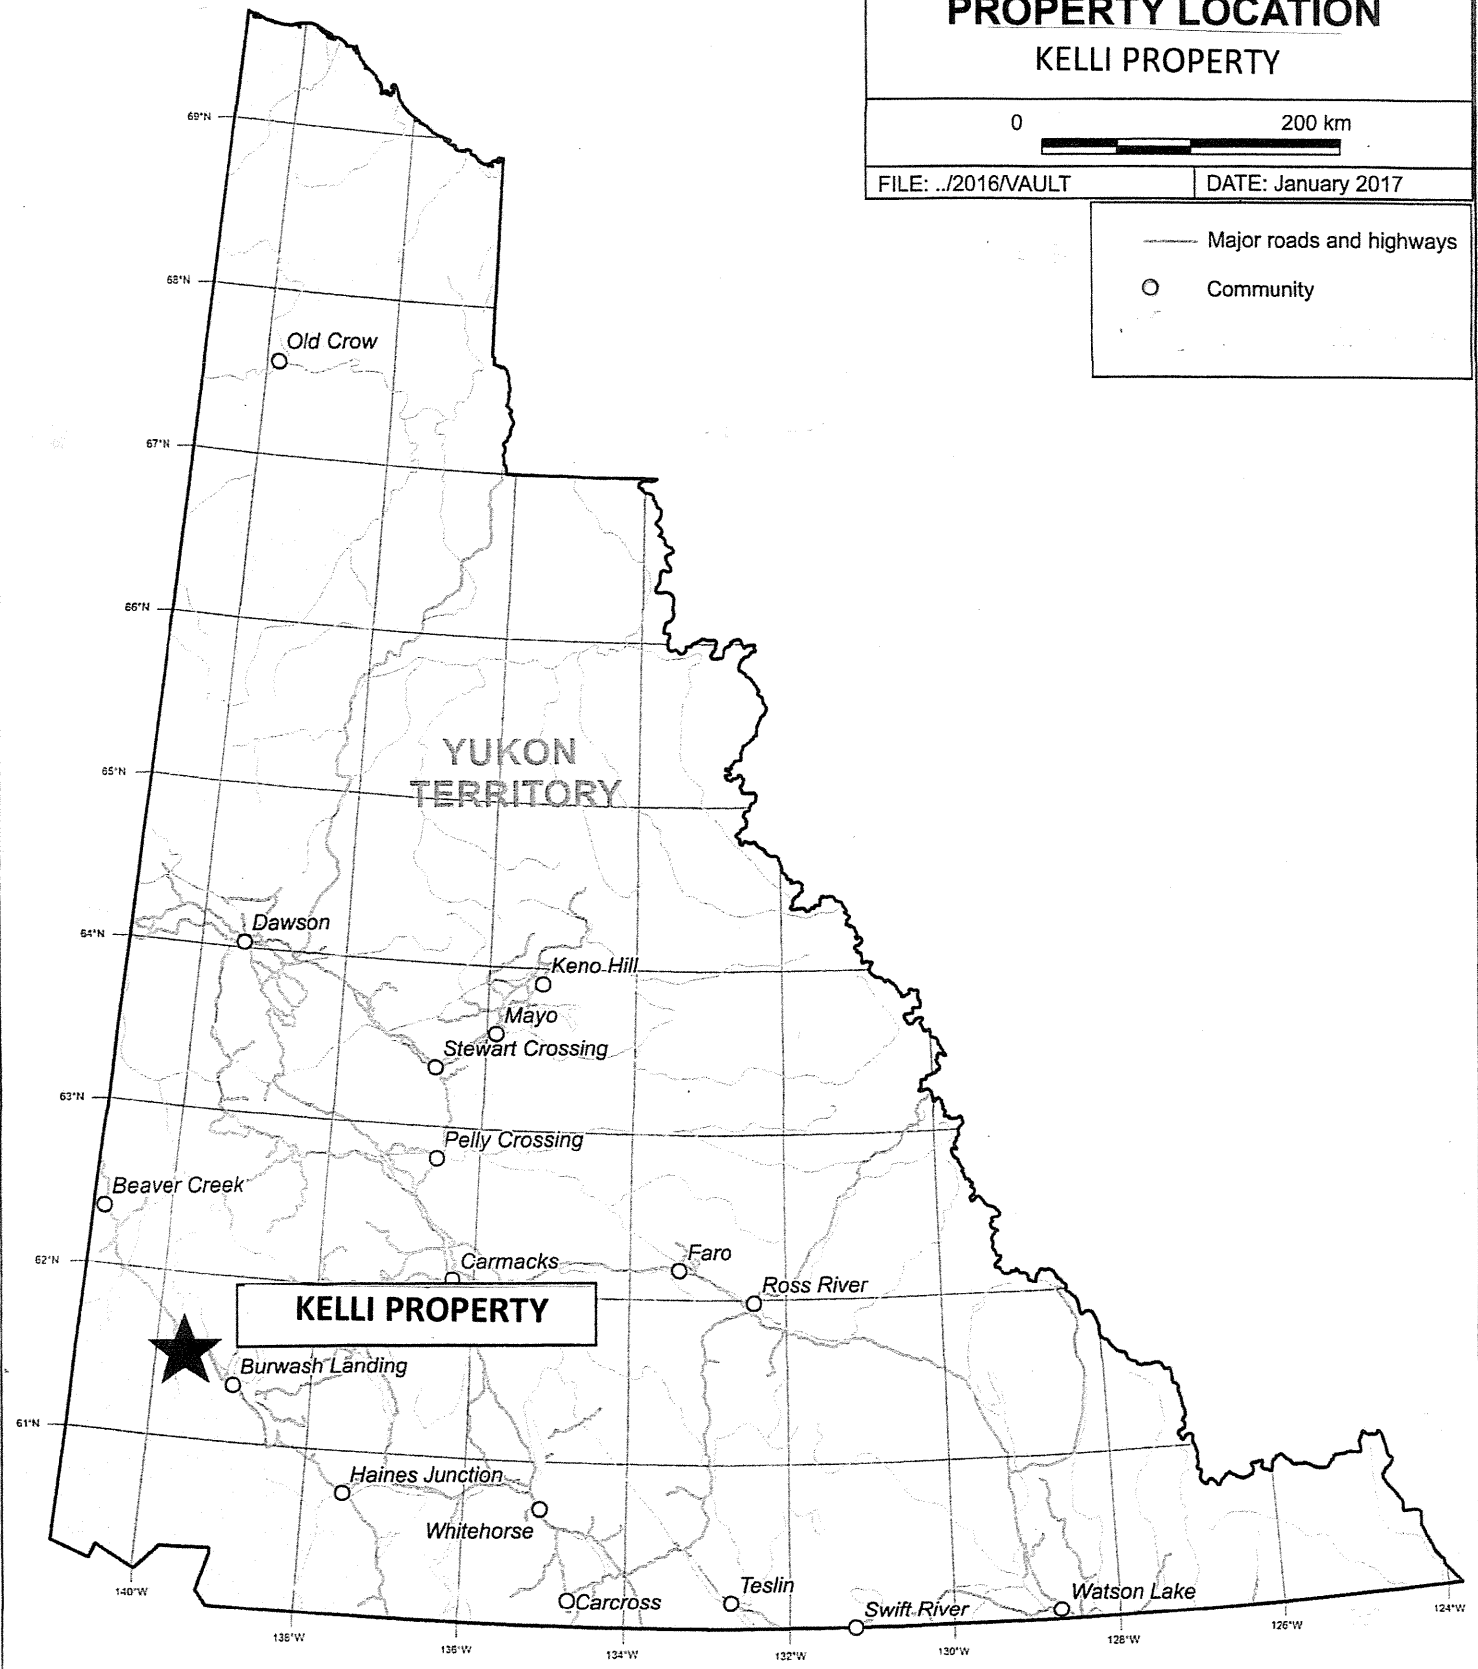 PROPERTY LOCATION
KELLI PROPERTY
0 200 km
FILE: ../2016/VAULT DATE: January 2017
Major roads and highways
Community
69°N
68°N
Old Crow
67°N
66°N
YUKON
TERRITORY
65°N
Dawson
64°N
Keno Hill
Mayo
Stewart Crossing
63°N
Pelly Crossing
Beaver Creek
62°N
Carmacks
Faro
Ross River
KELLI PROPERTY
Burwash Landing
61°N
Haines Junction
Whitehorse
Carcross
Teslin
Swift River
Watson Lake
140°W
138°W
136°W
134°W
132°W
130°W
128°W
126°W
124°W